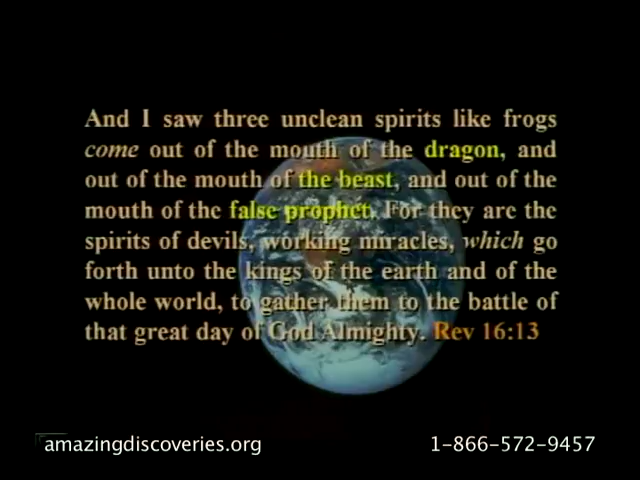 And I saw three unclean spirits like frogs
come out of the mouth of the dragon, and
out of the mouth of the beast, and out of the
mouth of the false prophet. For they are the
spirits of devils, working miracles, which go
forth unto the kings of the earth and of the
whole world, to gather them to the battle of
that great day of God Almighty. Rev 16:13
amazingdiscoveries.org 1-866-572-9457